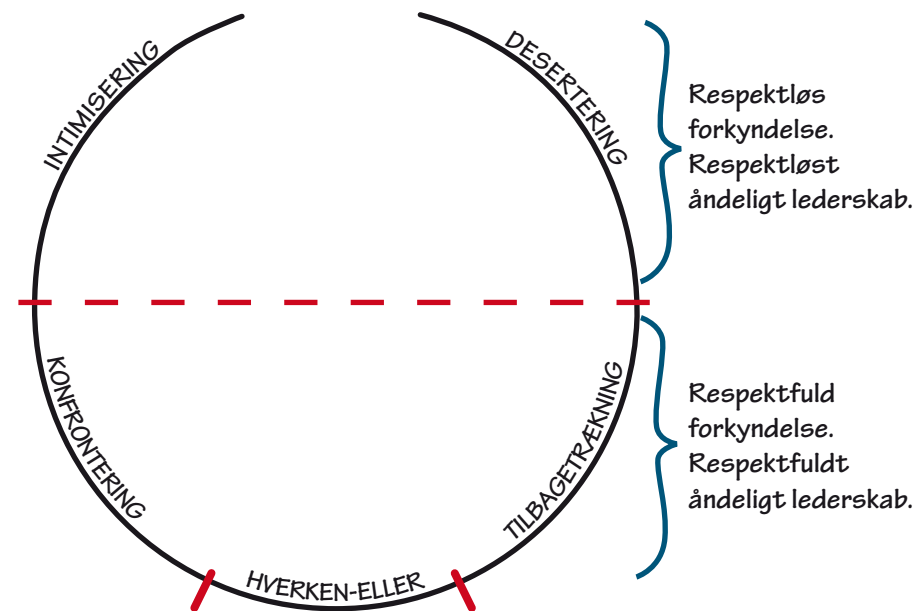 INTIMISERING
DESERTERING
Respektløs
forkyndelse.
Respektløst
åndeligt lederskab.
KONFRONTERING
TILBAGETRÆKNING
HVERKEN-ELLER
Respektfuld
forkyndelse.
Respektfuldt
åndeligt lederskab.